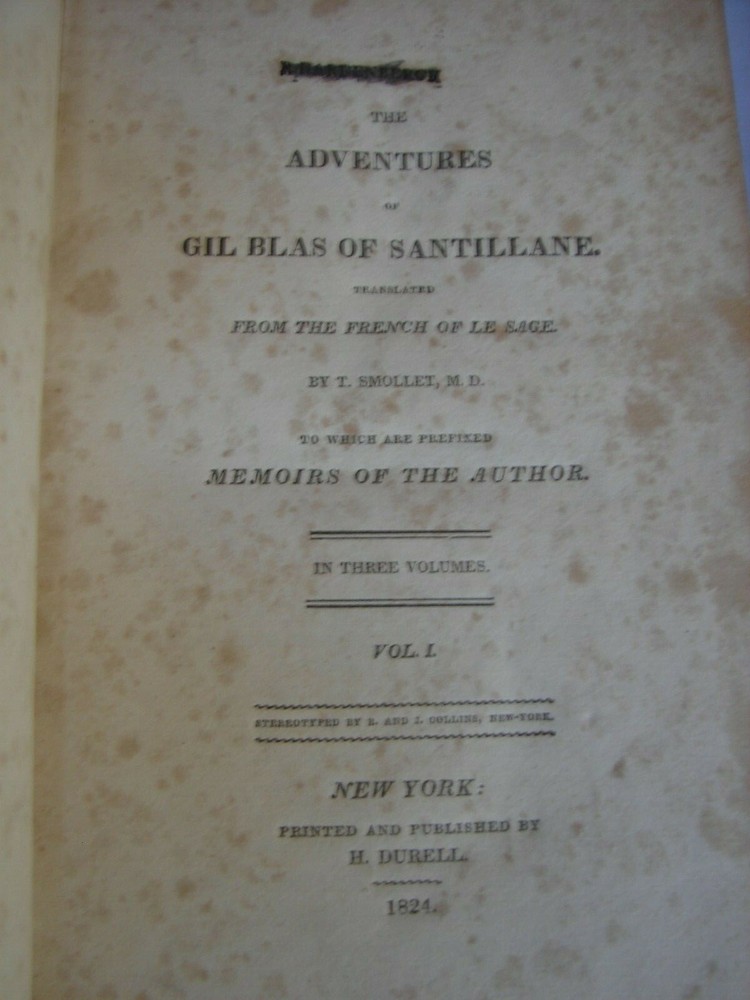 THE
ADVENTURES
OF
GIL BLAS OF SANTILLANE.
TRANSLATED
FROM THE FRENCH OF LE SAGE.
BY T. SMOLLET, M. D.
TO WHICH ARE PREFIXED
MEMOIRS OF THE AUTHOR.
IN THREE VOLUMES.
VOL. I.
STEREOTYPED BY B. AND J. COLLINS, NEW-YORK.
NEW YORK:
PRINTED AND PUBLISHED BY
H. DURELL.
1824.